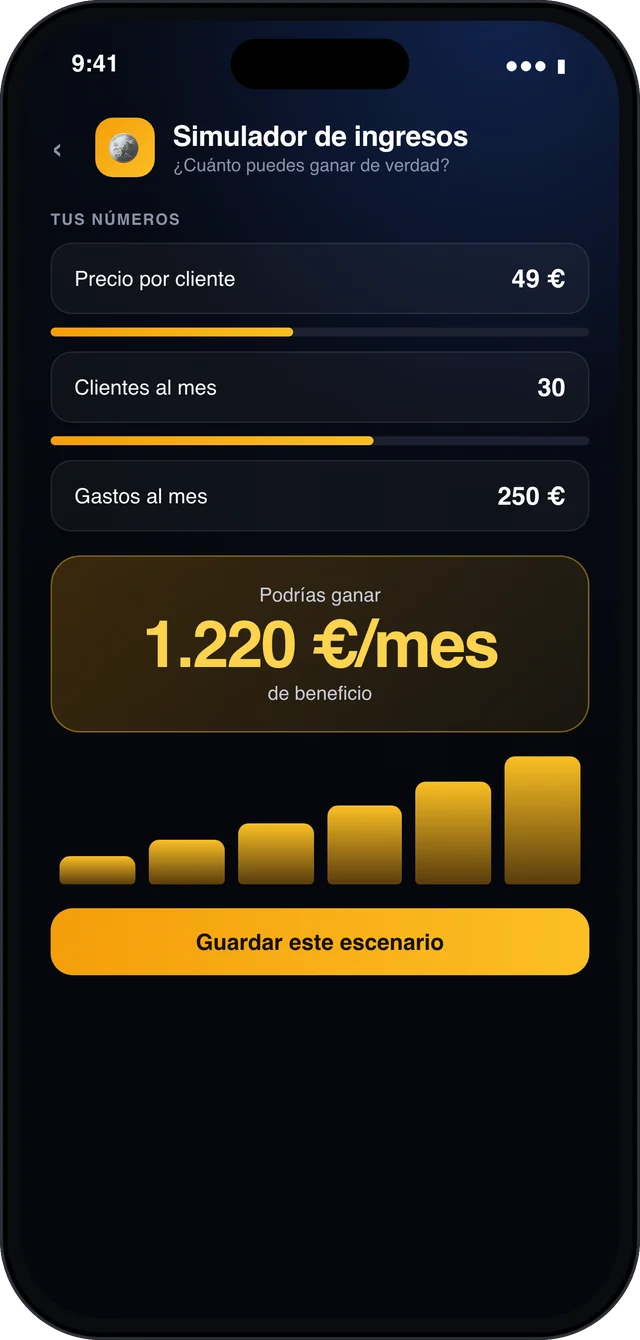 9:41
Simulador de ingresos
¿Cuánto puedes ganar de verdad?
TUS NÚMEROS
Precio por cliente 49 €
Clientes al mes 30
Gastos al mes 250 €
Podrías ganar
1.220 €/mes
de beneficio
Guardar este escenario